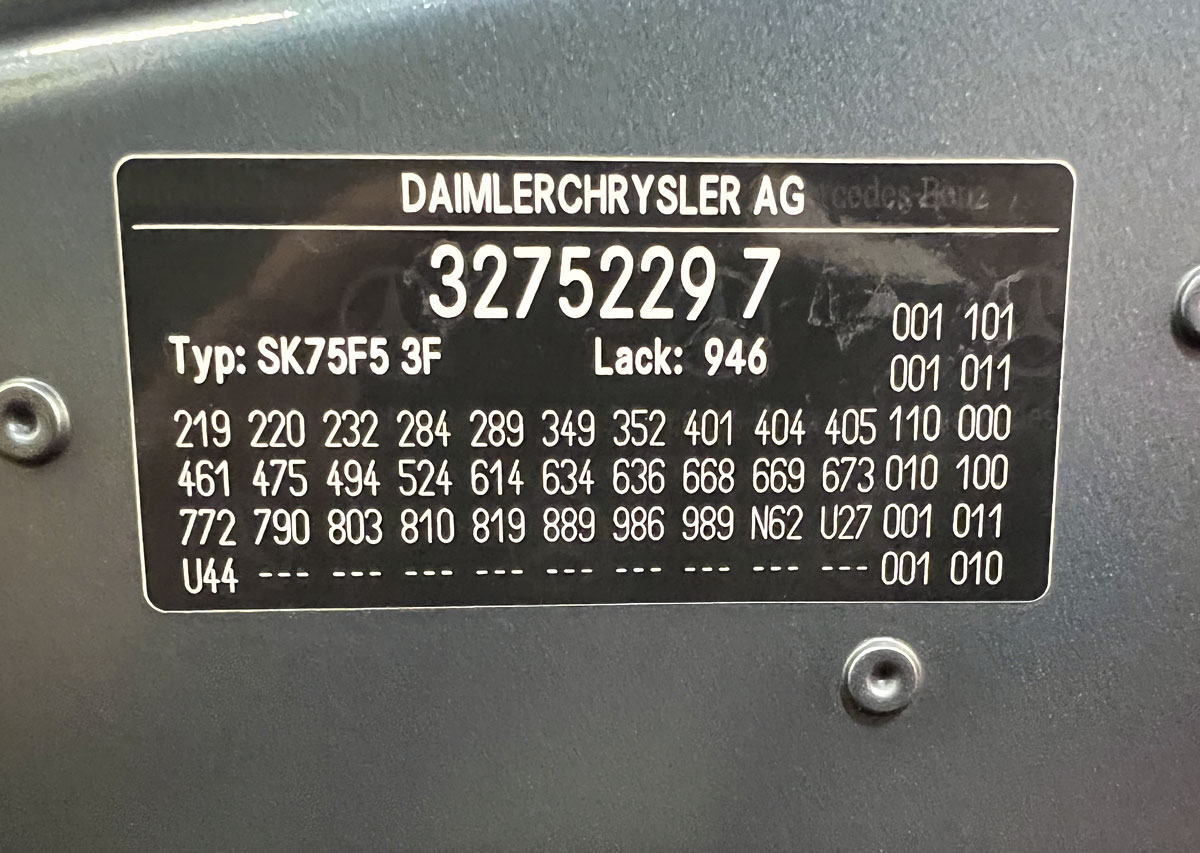 DAIMLERCHRYSLER AG
Mercedes-Benz
3275229 7
001 101
Typ: SK75F5 3F Lack: 946
001 011
219 220 232 284 289 349 352 401 404 405 110 000
461 475 494 524 614 634 636 668 669 673 010 100
772 790 803 810 819 889 986 989 N62 U27 001 011
U44 --- --- --- --- --- --- --- --- --- 001 010